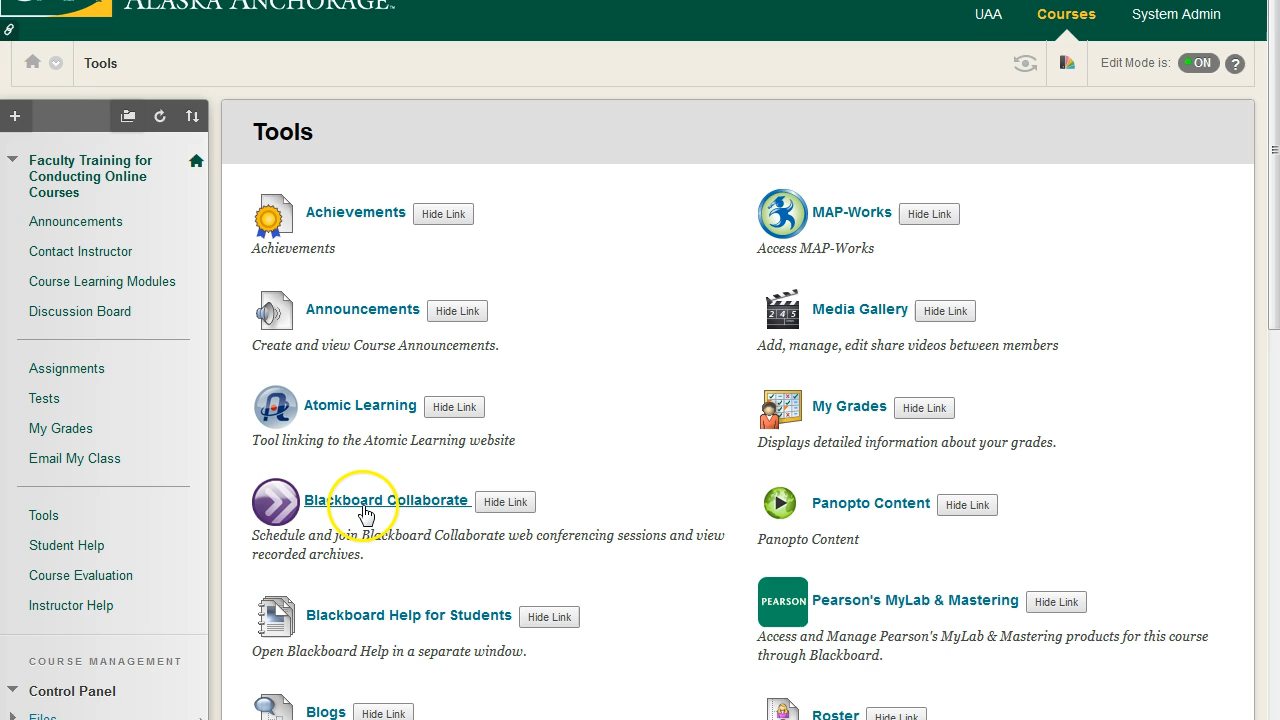 ALASKA ANCHORAGE
UAA Courses System Admin
Tools
Edit Mode is: ON ?
Faculty Training for
Conducting Online
Courses
Announcements
Contact Instructor
Course Learning Modules
Discussion Board
Assignments
Tests
My Grades
Email My Class
Tools
Student Help
Course Evaluation
Instructor Help
COURSE MANAGEMENT
Control Panel
Files
Tools
Achievements Hide Link
Achievements
Announcements Hide Link
Create and view Course Announcements.
Atomic Learning Hide Link
Tool linking to the Atomic Learning website
Blackboard Collaborate Hide Link
Schedule and join Blackboard Collaborate web conferencing sessions and view
recorded archives.
Blackboard Help for Students Hide Link
Open Blackboard Help in a separate window.
Blogs Hide Link
MAP-Works Hide Link
Access MAP-Works
Media Gallery Hide Link
Add, manage, edit share videos between members
My Grades Hide Link
Displays detailed information about your grades.
Panopto Content Hide Link
Panopto Content
PEARSON Pearson's MyLab & Mastering Hide Link
Access and Manage Pearson's MyLab & Mastering products for this course
through Blackboard.
Roster Hide Link